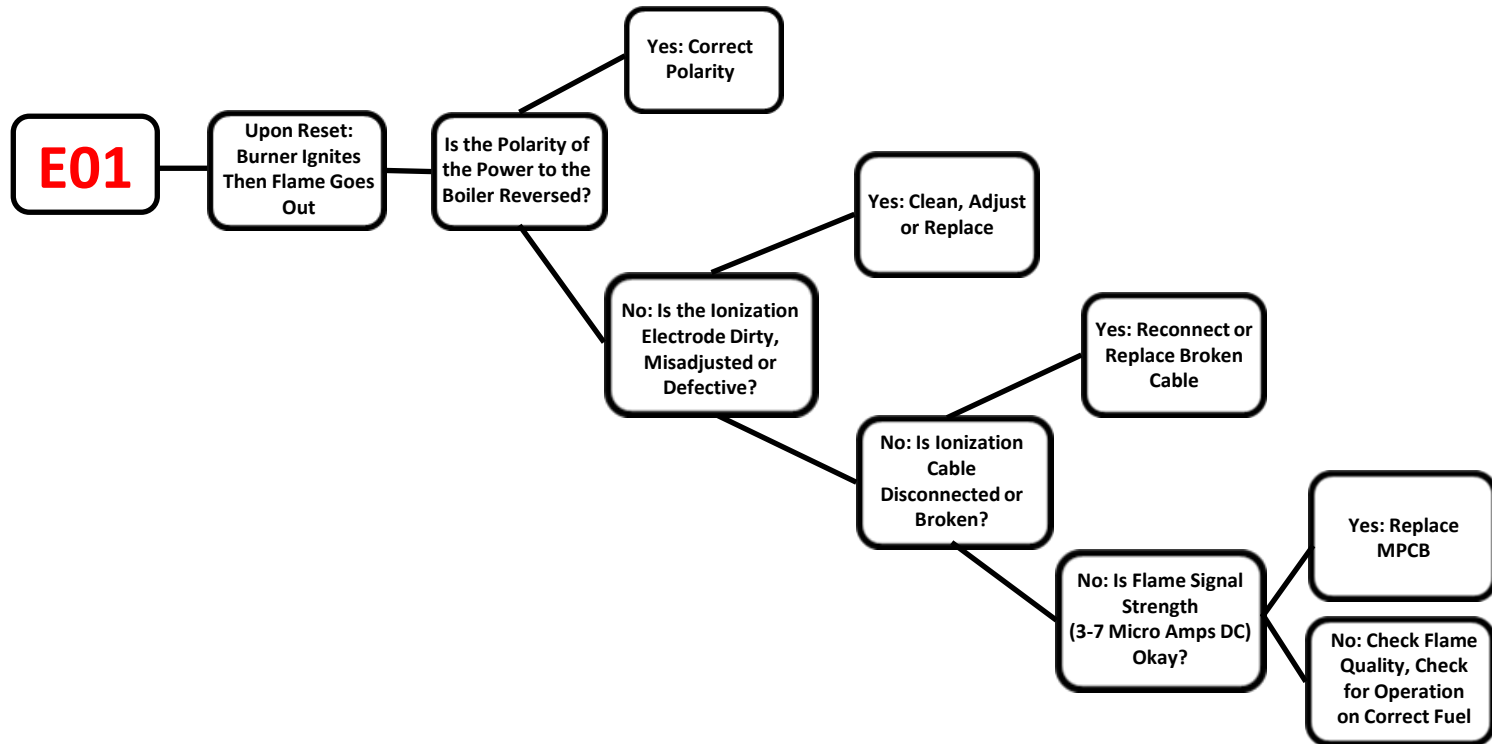 E01
Upon Reset:
Burner Ignites
Then Flame Goes
Out
Is the Polarity of
the Power to the
Boiler Reversed?
Yes: Correct
Polarity
No: Is the Ionization
Electrode Dirty,
Misadjusted or
Defective?
Yes: Clean, Adjust
or Replace
No: Is Ionization
Cable
Disconnected or
Broken?
Yes: Reconnect or
Replace Broken
Cable
No: Is Flame Signal
Strength
(3-7 Micro Amps DC)
Okay?
Yes: Replace
MPCB
No: Check Flame
Quality, Check
for Operation
on Correct Fuel